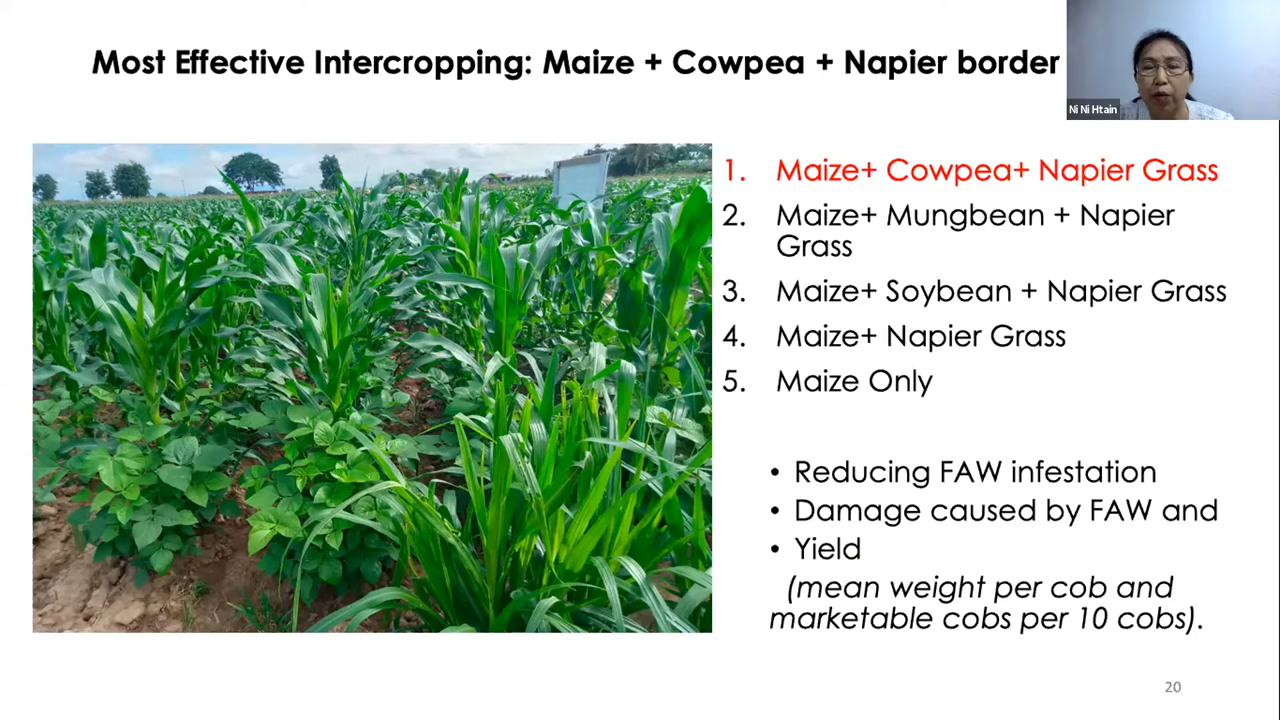 Most Effective Intercropping: Maize + Cowpea + Napier border
Ni Ni Htain
1. Maize+ Cowpea+ Napier Grass
2. Maize+ Mungbean + Napier
Grass
3. Maize+ Soybean + Napier Grass
4. Maize+ Napier Grass
5. Maize Only
• Reducing FAW infestation
• Damage caused by FAW and
• Yield
(mean weight per cob and
marketable cobs per 10 cobs).
20